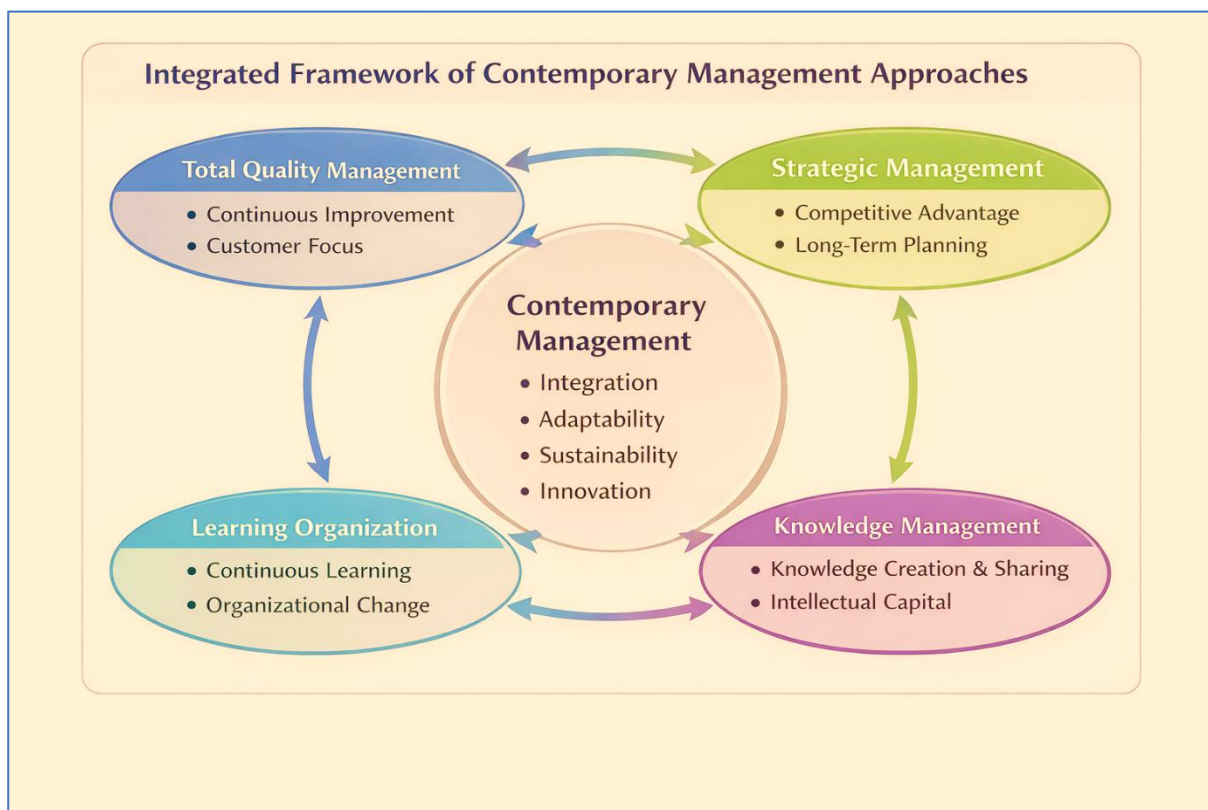 Integrated Framework of Contemporary Management Approaches
Total Quality Management
• Continuous Improvement
• Customer Focus
Strategic Management
• Competitive Advantage
• Long-Term Planning
Contemporary
Management
• Integration
• Adaptability
• Sustainability
• Innovation
Learning Organization
• Continuous Learning
• Organizational Change
Knowledge Management
• Knowledge Creation & Sharing
• Intellectual Capital